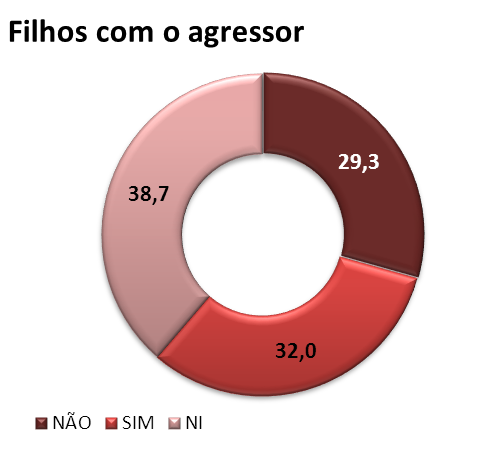 Filhos com o agressor
29,3
38,7
32,0
NÃO SIM NI